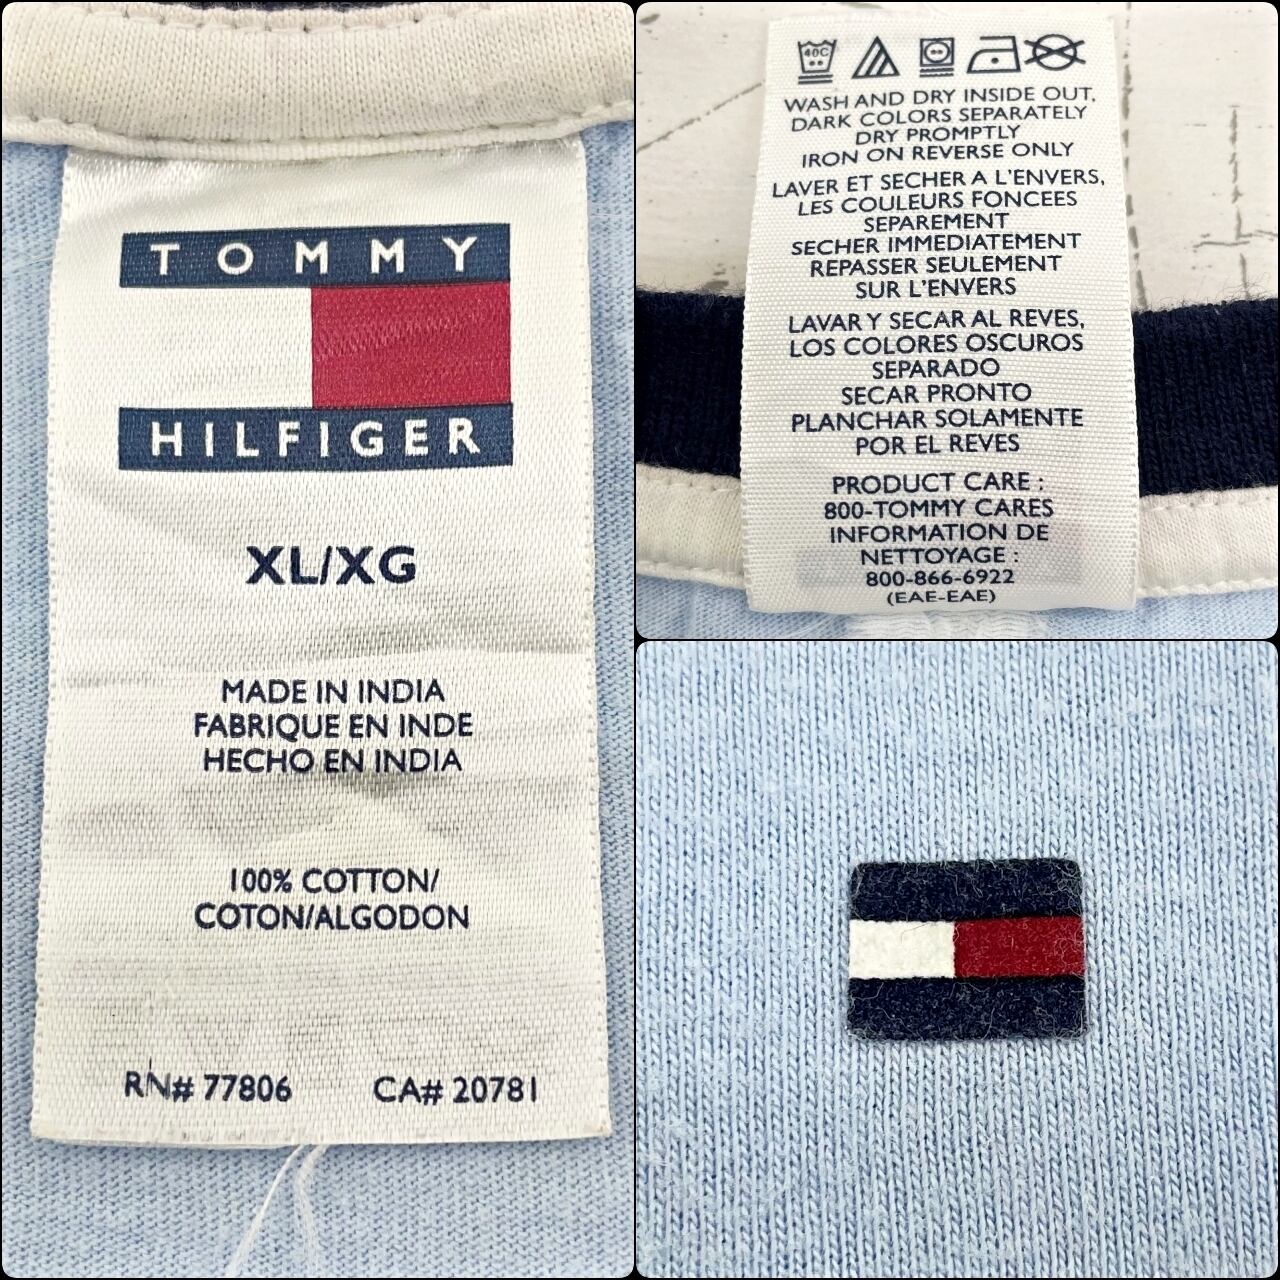 TOMMY
HILFIGER
XL/XG
MADE IN INDIA
FABRIQUE EN INDE
HECHO EN INDIA
100% COTTON/
COTON/ALGODON
RN# 77806 CA# 20781
40C
WASH AND DRY INSIDE OUT,
DARK COLORS SEPARATELY
DRY PROMPTLY
IRON ON REVERSE ONLY
LAVER ET SECHER A L'ENVERS,
LES COULEURS FONCEES
SEPAREMENT
SECHER IMMEDIATEMENT
REPASSER SEULEMENT
SUR L'ENVERS
LAVAR Y SECAR AL REVES,
LOS COLORES OSCUROS
SEPARADO
SECAR PRONTO
PLANCHAR SOLAMENTE
POR EL REVES
PRODUCT CARE :
800-TOMMY CARES
INFORMATION DE
NETTOYAGE :
800-866-6922
(EAE-EAE)